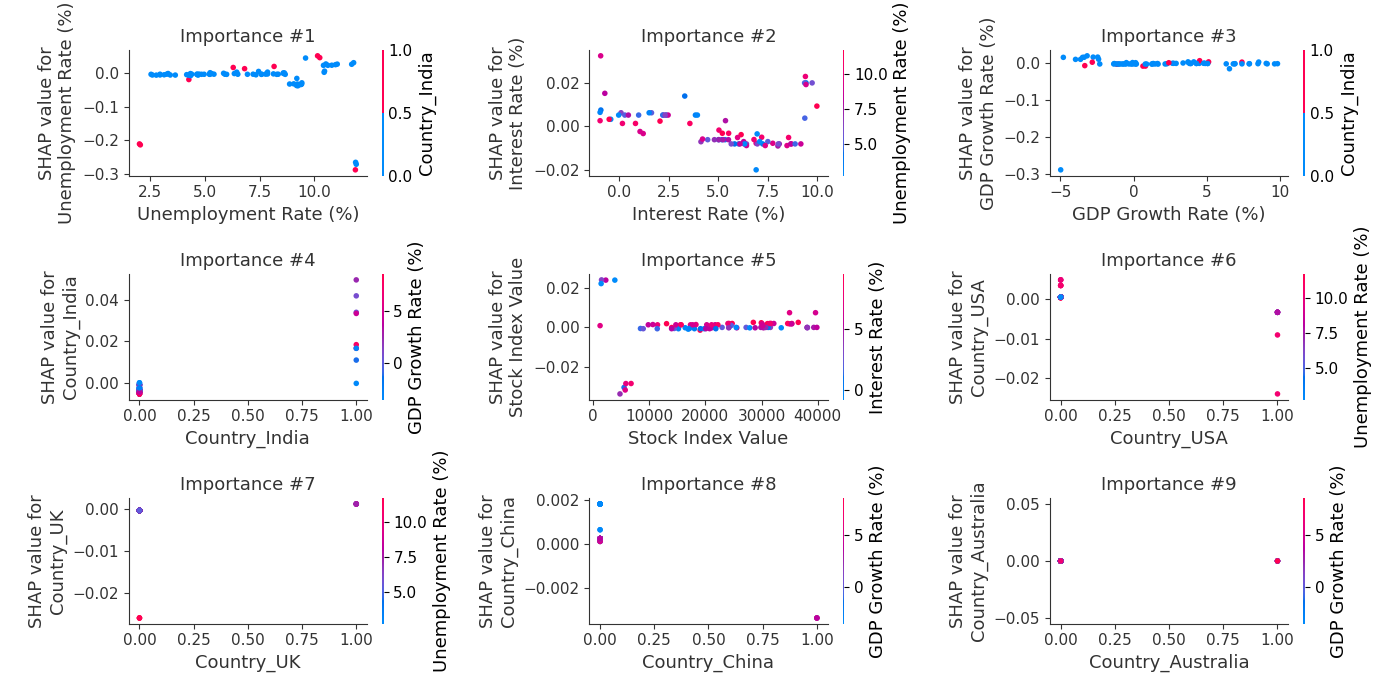 Importance #1
SHAP value for
Unemployment Rate (%)
0.0
−0.1
−0.2
−0.3
2.5
5.0
7.5
10.0
Unemployment Rate (%)
1.0
0.5
0.0
Country_India
Importance #2
SHAP value for
Interest Rate (%)
0.02
0.00
−0.02
0.0
2.5
5.0
7.5
10.0
Interest Rate (%)
10.0
7.5
5.0
Unemployment Rate (%)
Importance #3
SHAP value for
GDP Growth Rate (%)
0.0
−0.1
−0.2
−0.3
−5
0
5
10
GDP Growth Rate (%)
1.0
0.5
0.0
Country_India
Importance #4
SHAP value for
Country_India
0.04
0.02
0.00
0.00
0.25
0.50
0.75
1.00
Country_India
5
0
GDP Growth Rate (%)
Importance #5
SHAP value for
Stock Index Value
0.02
0.00
−0.02
0
10000
20000
30000
40000
Stock Index Value
5
0
Interest Rate (%)
Importance #6
SHAP value for
Country_USA
0.00
−0.01
−0.02
0.00
0.25
0.50
0.75
1.00
Country_USA
10.0
7.5
5.0
Unemployment Rate (%)
Importance #7
SHAP value for
Country_UK
0.00
−0.01
−0.02
0.00
0.25
0.50
0.75
1.00
Country_UK
10.0
7.5
5.0
Unemployment Rate (%)
Importance #8
SHAP value for
Country_China
0.002
0.000
−0.002
0.00
0.25
0.50
0.75
1.00
Country_China
5
0
GDP Growth Rate (%)
Importance #9
SHAP value for
Country_Australia
0.05
0.00
−0.05
0.00
0.25
0.50
0.75
1.00
Country_Australia
5
0
GDP Growth Rate (%)